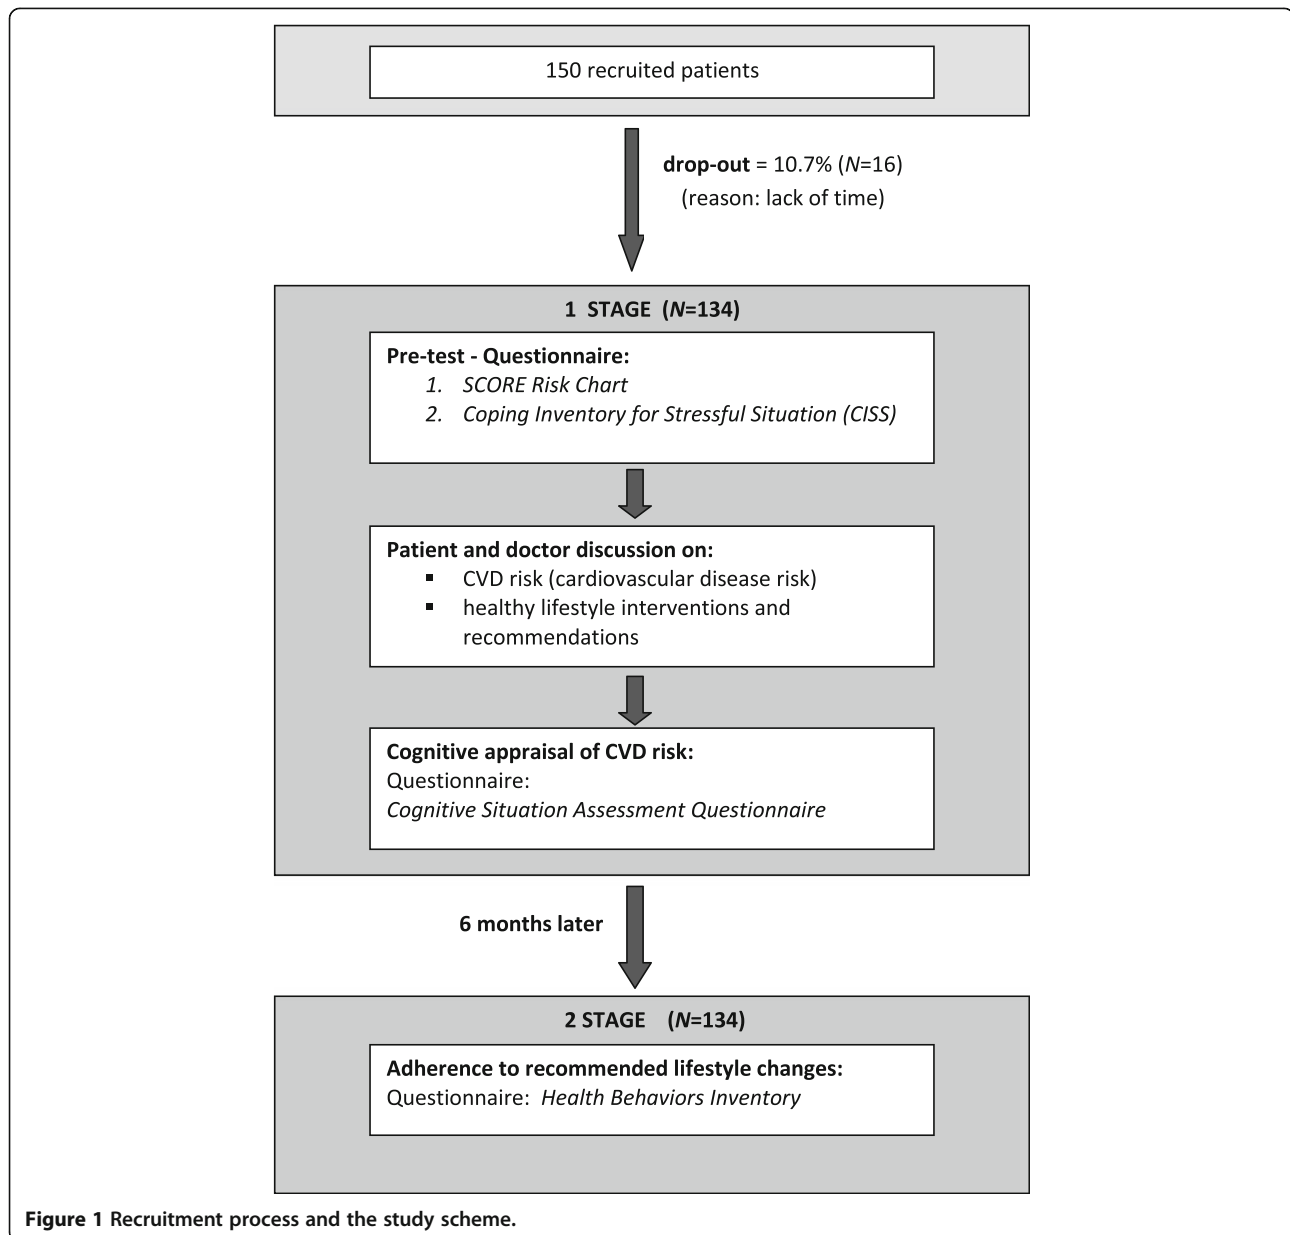 150 recruited patients
drop-out = 10.7% (N=16)
(reason: lack of time)
1 STAGE (N=134)
Pre-test - Questionnaire:
1. SCORE Risk Chart
2. Coping Inventory for Stressful Situation (CISS)
Patient and doctor discussion on:
▪ CVD risk (cardiovascular disease risk)
▪ healthy lifestyle interventions and
recommendations
Cognitive appraisal of CVD risk:
Questionnaire:
Cognitive Situation Assessment Questionnaire
6 months later
2 STAGE (N=134)
Adherence to recommended lifestyle changes:
Questionnaire: Health Behaviors Inventory
Figure 1 Recruitment process and the study scheme.